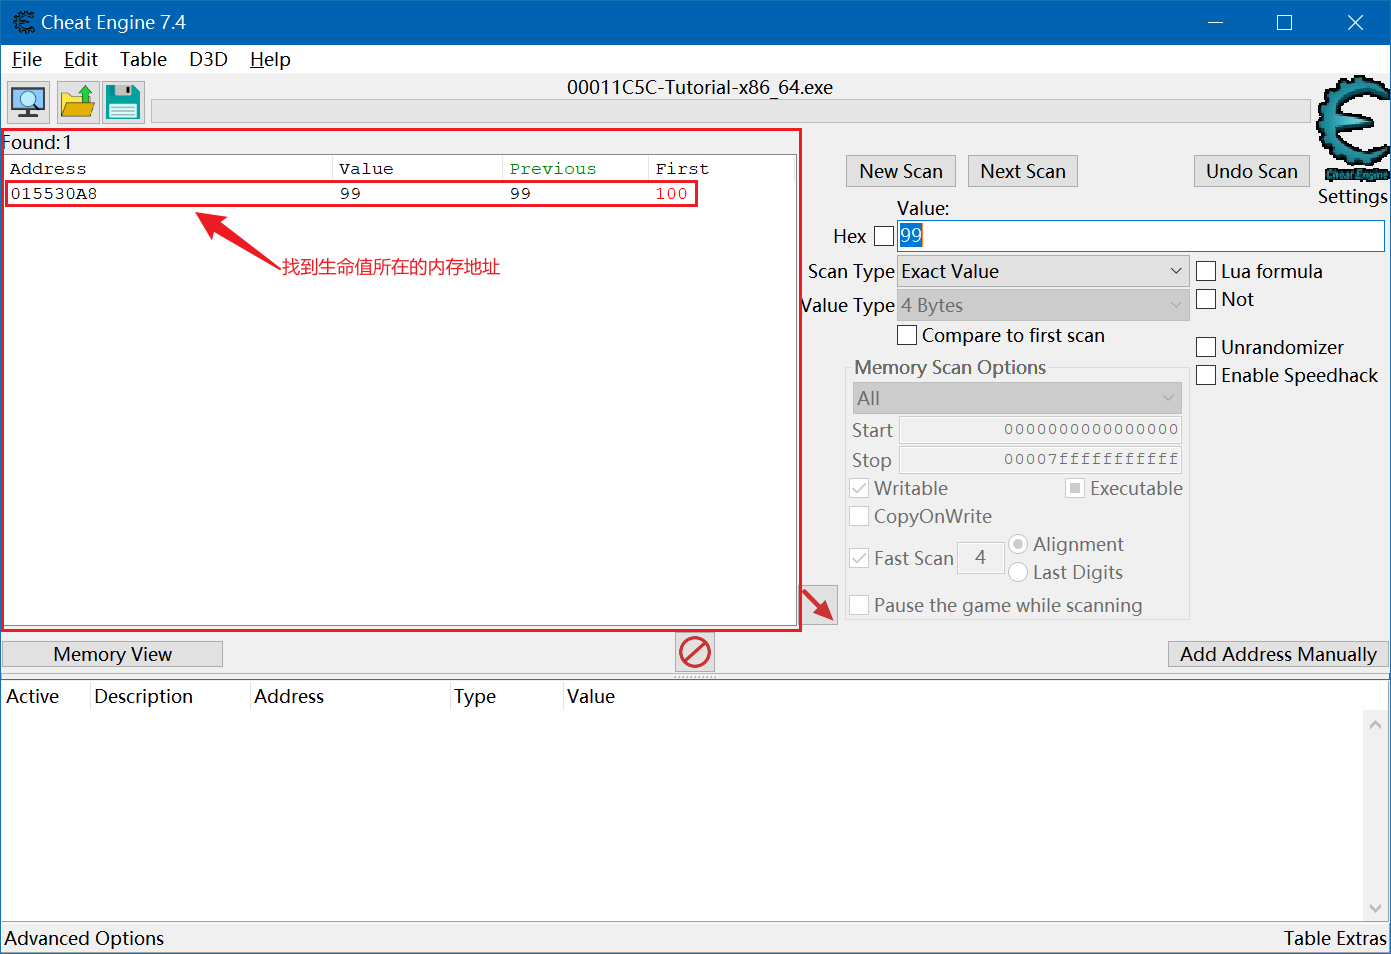 Cheat Engine 7.4
File Edit Table D3D Help
00011C5C-Tutorial-x86_64.exe
Found: 1
Address Value Previous First
015530A8 99 99 100
找到生命值所在的内存地址
New Scan Next Scan Undo Scan
Cheat Engine
Settings
Value:
Hex 99
Scan Type Exact Value
Lua formula
Value Type 4 Bytes
Not
Compare to first scan
Unrandomizer
Enable Speedhack
Memory Scan Options
All
Start 0000000000000000
Stop 00007fffffffffff
Writable Executable
CopyOnWrite
Fast Scan 4 Alignment
Last Digits
Pause the game while scanning
Memory View Add Address Manually
Active Description Address Type Value
Advanced Options Table Extras